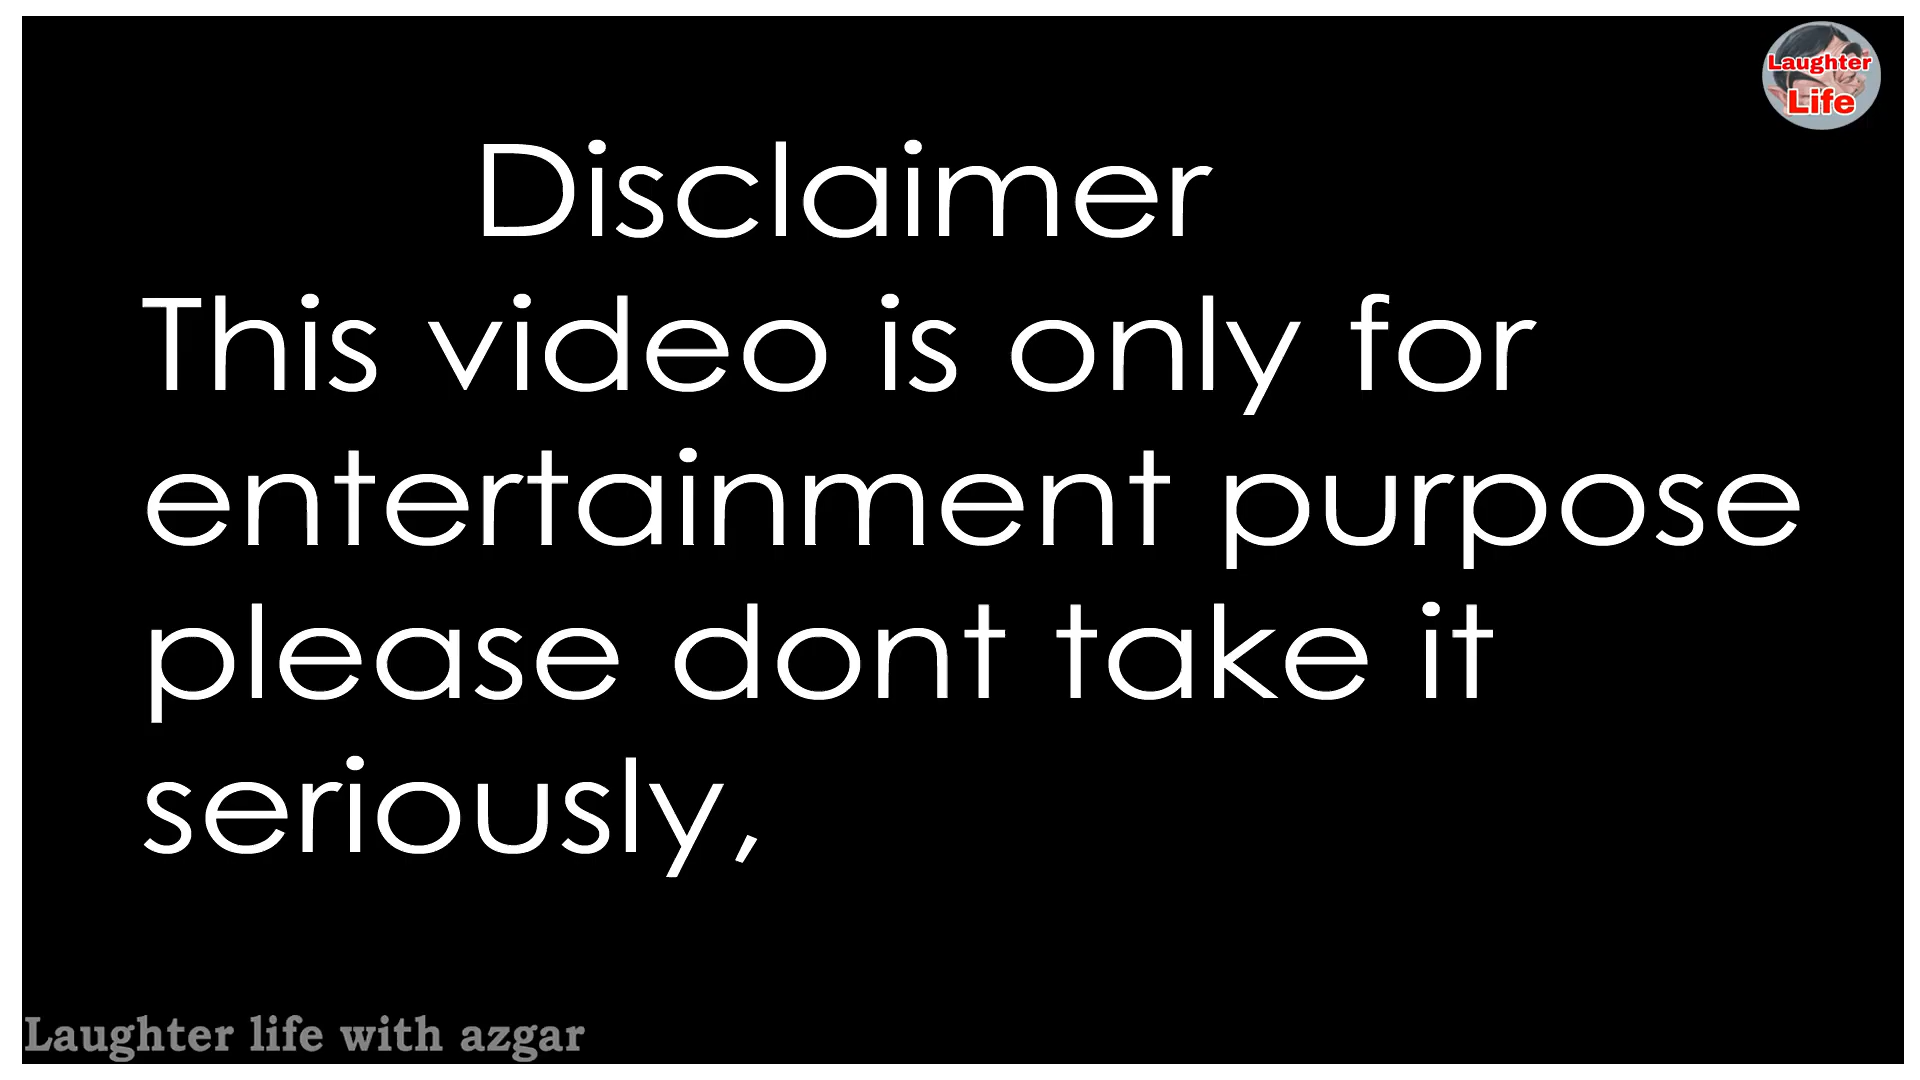 Laughter
Life
Disclaimer
This video is only for
entertainment purpose
please dont take it
seriously,
Laughter life with azgar